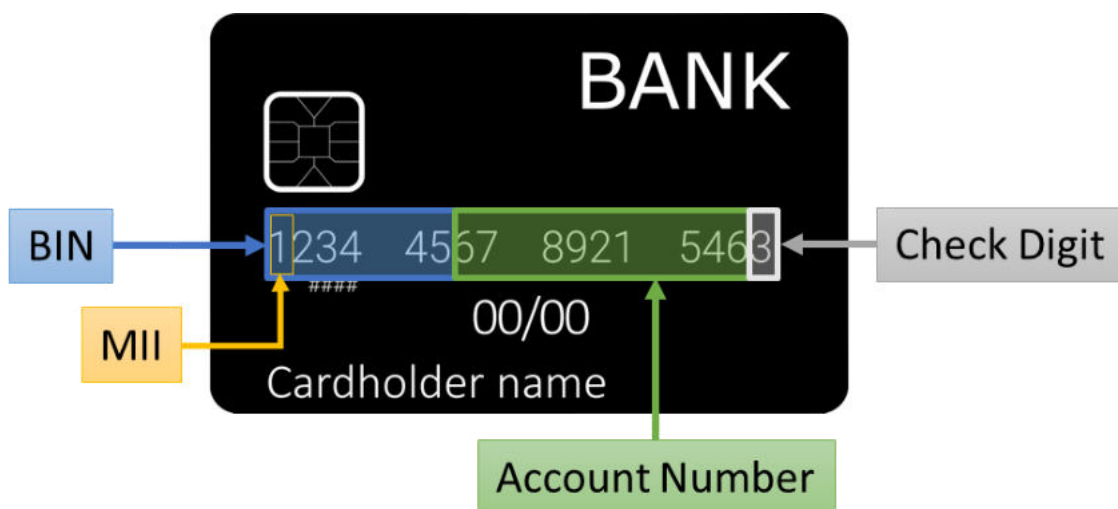 BANK
BIN
1234 4567 8921 5463
Check Digit
####
MII
00/00
Cardholder name
Account Number